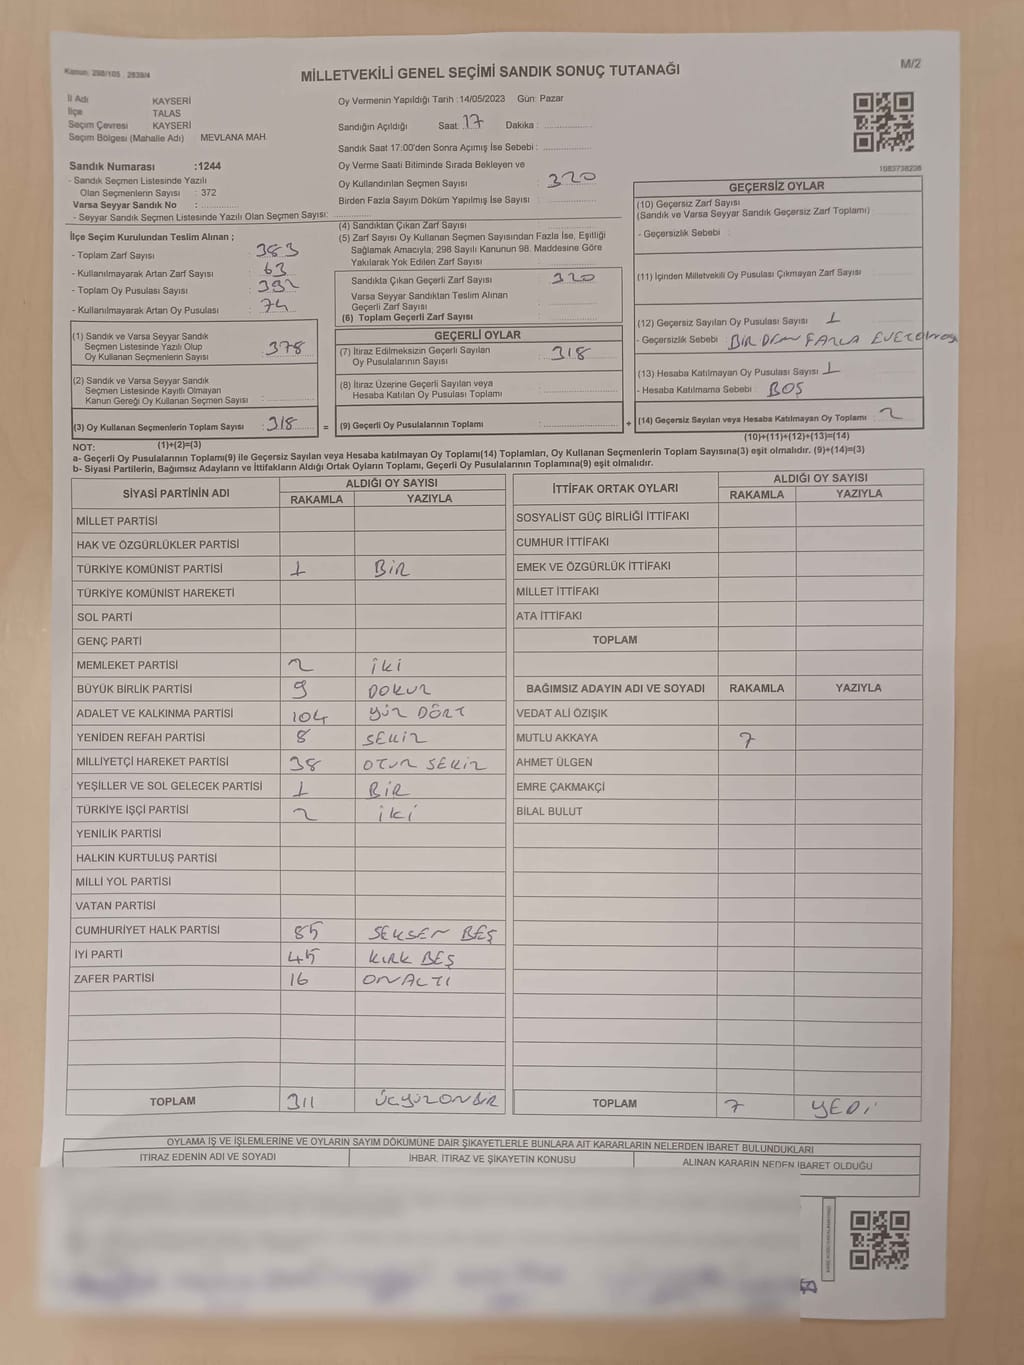 Kanun: 298/105 , 2839/4
MİLLETVEKİLİ GENEL SEÇİMİ SANDIK SONUÇ TUTANAĞI
M/2
İl Adı KAYSERİ
İlçe TALAS
Seçim Çevresi KAYSERİ
Seçim Bölgesi (Mahalle Adı) MEVLANA MAH.
Sandık Numarası :1244
- Sandık Seçmen Listesinde Yazılı
Olan Seçmenlerin Sayısı : 372
Varsa Seyyar Sandık No :
- Seyyar Sandık Seçmen Listesinde Yazılı Olan Seçmen Sayısı:
İlçe Seçim Kurulundan Teslim Alınan ;
- Toplam Zarf Sayısı : 383
- Kullanılmayarak Artan Zarf Sayısı : 63
- Toplam Oy Pusulası Sayısı : 392
- Kullanılmayarak Artan Oy Pusulası : 74
(1) Sandık ve Varsa Seyyar Sandık
Seçmen Listesinde Yazılı Olup
Oy Kullanan Seçmenlerin Sayısı : 378
(2) Sandık ve Varsa Seyyar Sandık
Seçmen Listesinde Kayıtlı Olmayan
Kanun Gereği Oy Kullanan Seçmen Sayısı :
(3) Oy Kullanan Seçmenlerin Toplam Sayısı : 318
(1)+(2)=(3)
Oy Vermenin Yapıldığı Tarih :14/05/2023 Gün: Pazar
Sandığın Açıldığı Saat: 17 Dakika :
Sandık Saat 17:00'den Sonra Açımış İse Sebebi :
Oy Verme Saati Bitiminde Sırada Bekleyen ve
Oy Kullandırılan Seçmen Sayısı : 320
Birden Fazla Sayım Döküm Yapılmış İse Sayısı :
(4) Sandıktan Çıkan Zarf Sayısı :
(5) Zarf Sayısı Oy Kullanan Seçmen Sayısından Fazla İse, Eşitliği
Sağlamak Amacıyla; 298 Sayılı Kanunun 98. Maddesine Göre
Yakılarak Yok Edilen Zarf Sayısı :
Sandıkta Çıkan Geçerli Zarf Sayısı : 320
Varsa Seyyar Sandıktan Teslim Alınan
Geçerli Zarf Sayısı :
(6) Toplam Geçerli Zarf Sayısı :
GEÇERLİ OYLAR
(7) İtiraz Edilmeksizin Geçerli Sayılan
Oy Pusulalarının Sayısı : 318
(8) İtiraz Üzerine Geçerli Sayılan veya
Hesaba Katılan Oy Pusulası Toplamı :
= (9) Geçerli Oy Pusulalarının Toplamı : +
1083738236
GEÇERSİZ OYLAR
(10) Geçersiz Zarf Sayısı
(Sandık ve Varsa Seyyar Sandık Geçersiz Zarf Toplamı) :
- Geçersizlik Sebebi :
(11) İçinden Milletvekili Oy Pusulası Çıkmayan Zarf Sayısı :
(12) Geçersiz Sayılan Oy Pusulası Sayısı : 1
- Geçersizlik Sebebi : BİR DEN FAZLA EVET
(13) Hesaba Katılmayan Oy Pusulası Sayısı : 1
- Hesaba Katılmama Sebebi : BOŞ
(14) Geçersiz Sayılan veya Hesaba Katılmayan Oy Toplamı : 2
(10)+(11)+(12)+(13)=(14)
NOT:
a- Geçerli Oy Pusulalarının Toplamı(9) ile Geçersiz Sayılan veya Hesaba katılmayan Oy Toplamı(14) Toplamları, Oy Kullanan Seçmenlerin Toplam Sayısına(3) eşit olmalıdır. (9)+(14)=(3)
b- Siyasi Partilerin, Bağımsız Adayların ve İttifakların Aldığı Ortak Oyların Toplamı, Geçerli Oy Pusulalarının Toplamına(9) eşit olmalıdır.
SİYASİ PARTİNİN ADI ALDIĞI OY SAYISI
RAKAMLA YAZIYLA
MİLLET PARTİSİ
HAK VE ÖZGÜRLÜKLER PARTİSİ
TÜRKİYE KOMÜNİST PARTİSİ 1 BİR
TÜRKİYE KOMÜNİST HAREKETİ
SOL PARTİ
GENÇ PARTİ
MEMLEKET PARTİSİ 2 iki
BÜYÜK BİRLİK PARTİSİ 9 DOKUZ
ADALET VE KALKINMA PARTİSİ 104 YÜZ DÖRT
YENİDEN REFAH PARTİSİ 8 SEKİZ
MİLLİYETÇİ HAREKET PARTİSİ 38 OTUZ SEKİZ
YEŞİLLER VE SOL GELECEK PARTİSİ 1 BİR
TÜRKİYE İŞÇİ PARTİSİ 2 iki
YENİLİK PARTİSİ
HALKIN KURTULUŞ PARTİSİ
MİLLİ YOL PARTİSİ
VATAN PARTİSİ
CUMHURİYET HALK PARTİSİ 85 SEKSEN BEŞ
İYİ PARTİ 45 KIRK BEŞ
ZAFER PARTİSİ 16 ONALTI
TOPLAM 311 ÜÇYÜZONBİR
İTTİFAK ORTAK OYLARI ALDIĞI OY SAYISI
RAKAMLA YAZIYLA
SOSYALİST GÜÇ BİRLİĞİ İTTİFAKI
CUMHUR İTTİFAKI
EMEK VE ÖZGÜRLÜK İTTİFAKI
MİLLET İTTİFAKI
ATA İTTİFAKI
TOPLAM
BAĞIMSIZ ADAYIN ADI VE SOYADI RAKAMLA YAZIYLA
VEDAT ALİ ÖZIŞIK
MUTLU AKKAYA 7
AHMET ÜLGEN
EMRE ÇAKMAKÇİ
BİLAL BULUT
TOPLAM 7 YEDİ
OYLAMA İŞ VE İŞLEMLERİNE VE OYLARIN SAYIM DÖKÜMÜNE DAİR ŞİKAYETLERLE BUNLARA AİT KARARLARIN NELERDEN İBARET BULUNDUKLARI
İTİRAZ EDENİN ADI VE SOYADI İHBAR, İTİRAZ VE ŞİKAYETİN KONUSU ALINAN KARARIN NEDEN İBARET OLDUĞU